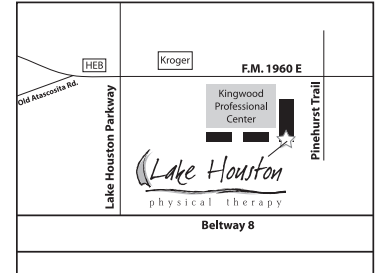 HEB
Kroger
F.M. 1960 E
Old Atascosita Rd.
Lake Houston Parkway
Kingwood
Professional
Center
Pinehurst Trail
Lake Houston
physical therapy
Beltway 8